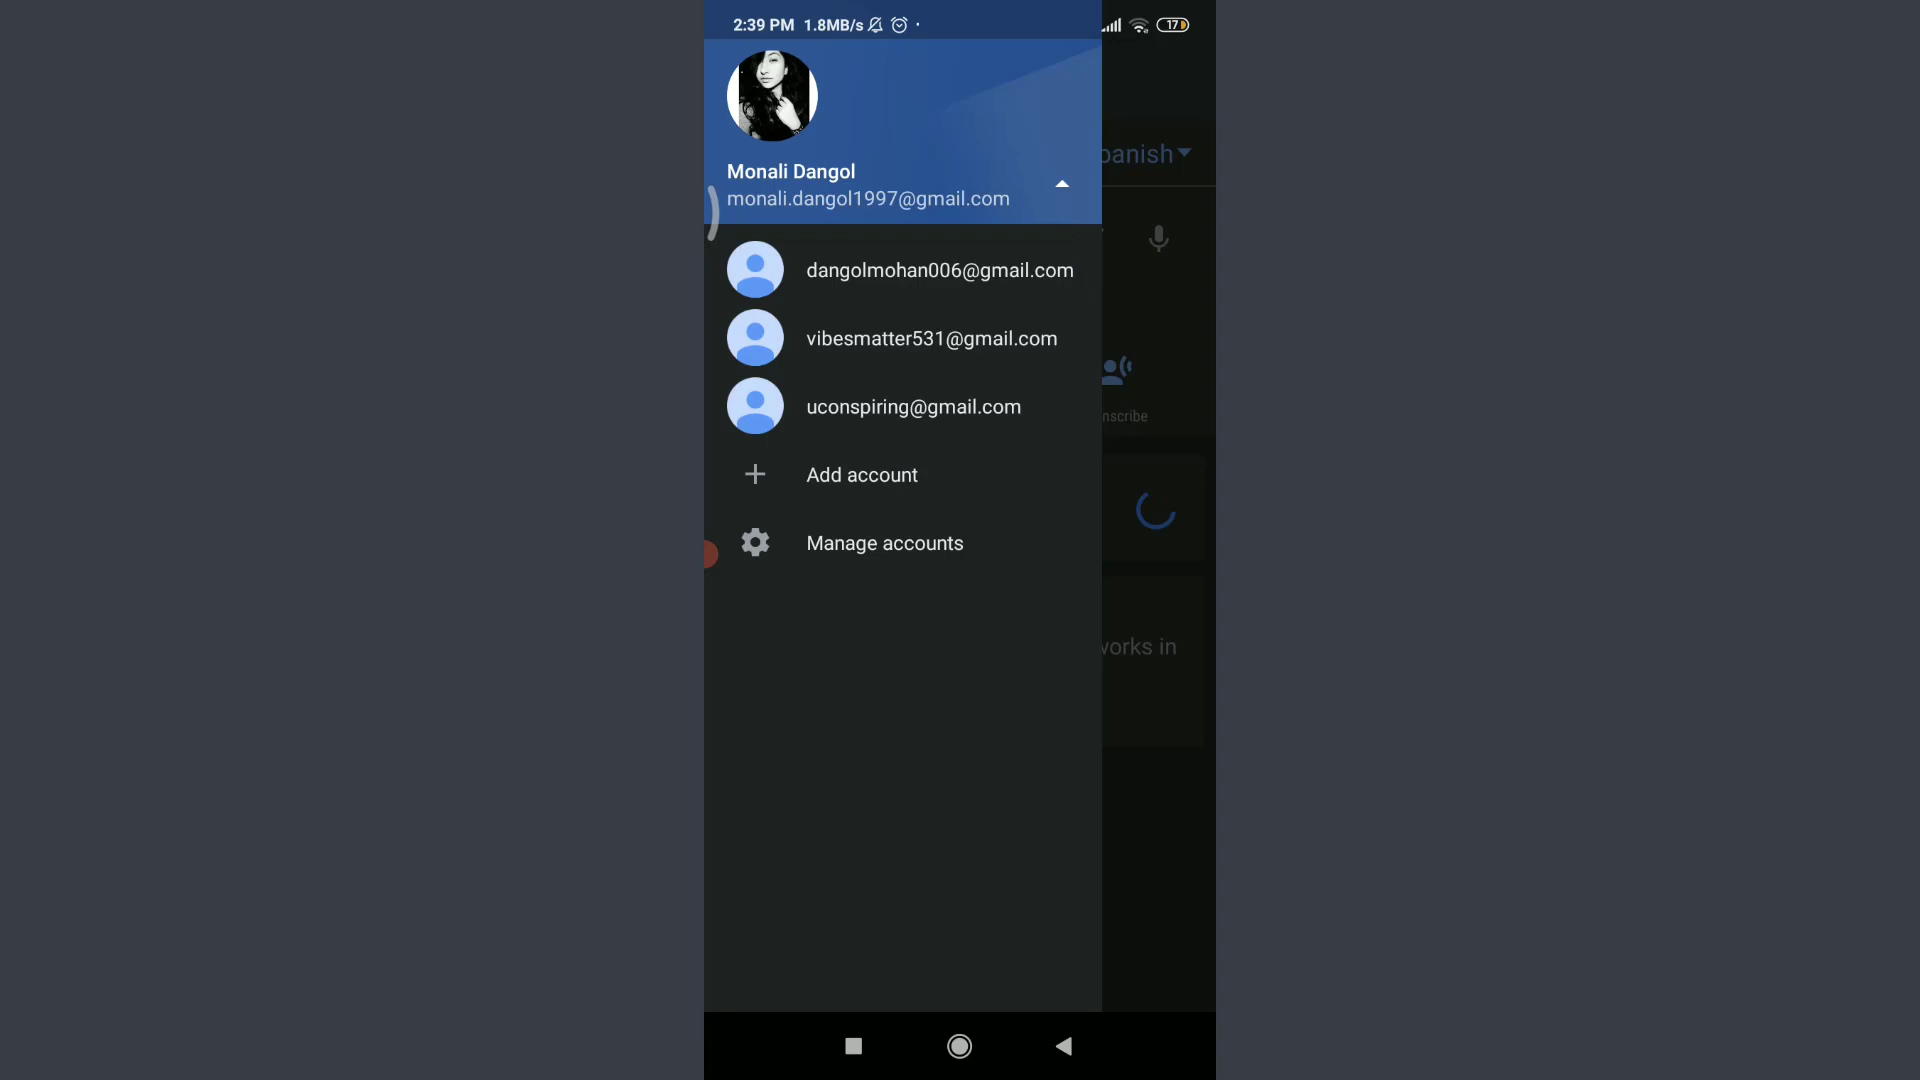 2:39 PM 1.8MB/s
17
Monali Dangol
monali.dangol1997@gmail.com
panish
dangolmohan006@gmail.com
vibesmatter531@gmail.com
uconspiring@gmail.com
nscribe
Add account
Manage accounts
works in